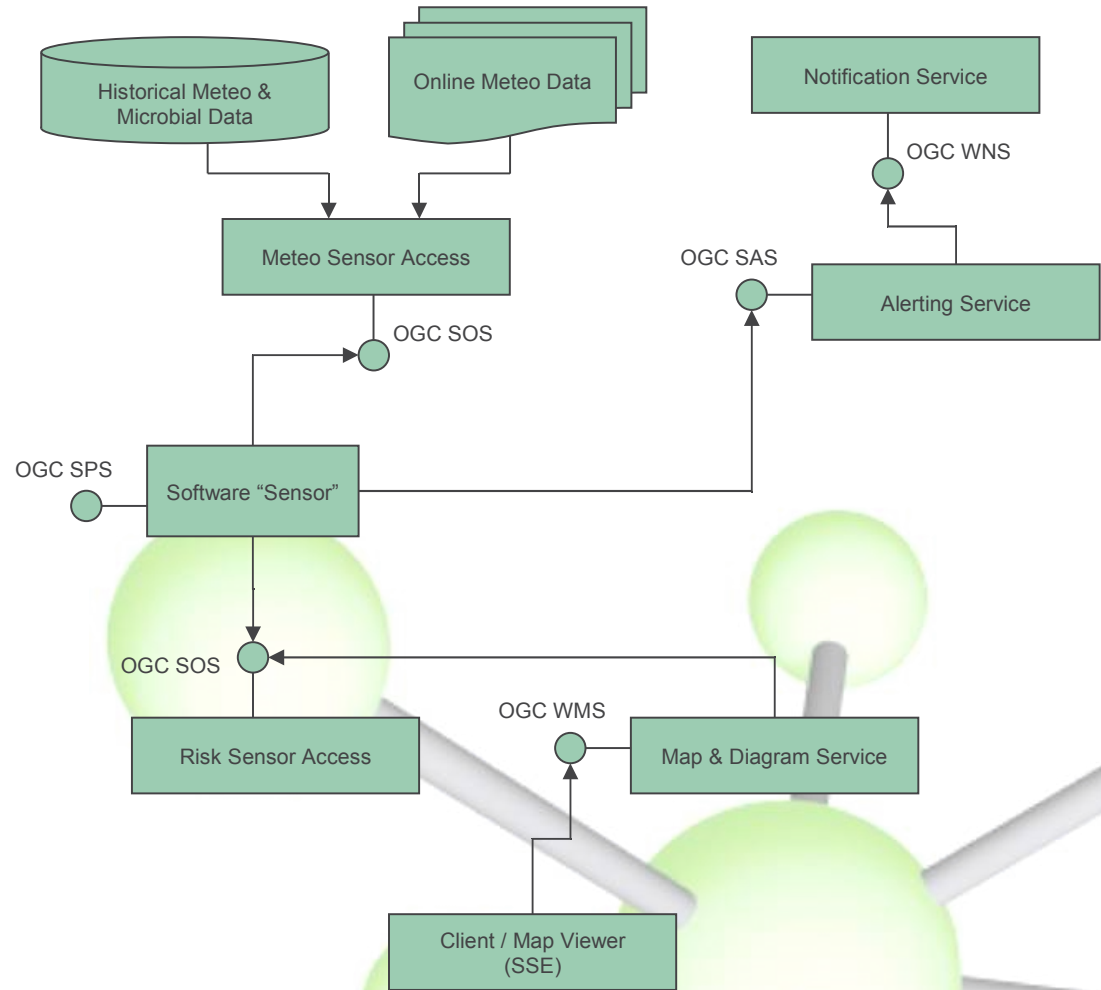 Historical Meteo &
Microbial Data
Online Meteo Data
Notification Service
OGC WNS
Meteo Sensor Access
OGC SAS
Alerting Service
OGC SOS
OGC SPS
Software “Sensor”
OGC SOS
OGC WMS
Risk Sensor Access
Map & Diagram Service
Client / Map Viewer
(SSE)